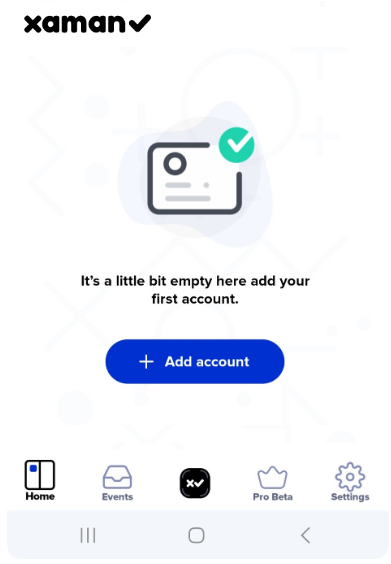 xaman
It's a little bit empty here add your
first account.
Add account
Home
Events
Pro Beta
Settings